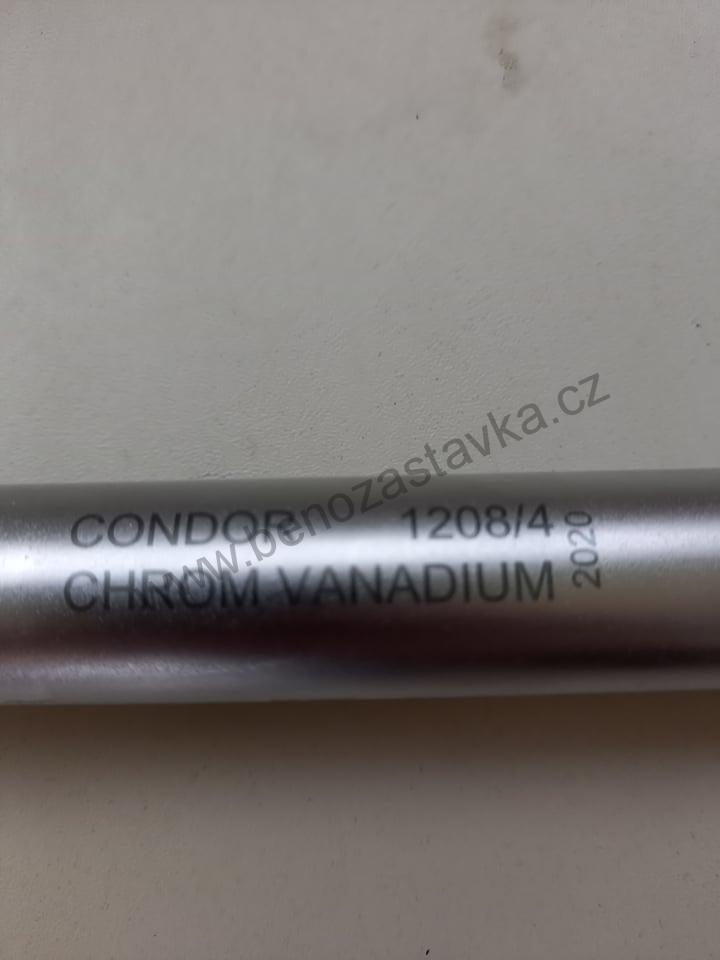 CONDOR 1208/4
CHROM VANADIUM
2020
www.benozastavka.cz